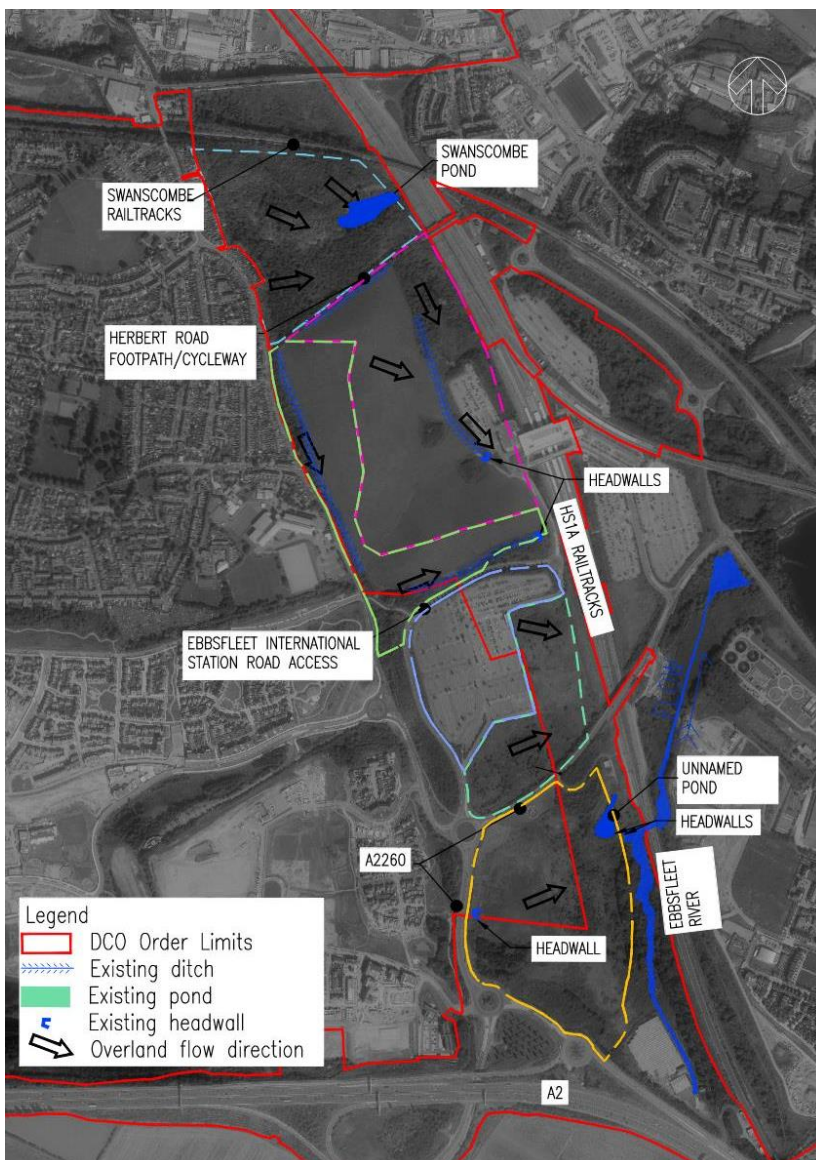 SWANSCOMBE
POND
SWANSCOMBE
RAILTRACKS
HERBERT ROAD
FOOTPATH/CYCLEWAY
HEADWALLS
HS1A RAILTRACKS
EBBSFLEET INTERNATIONAL
STATION ROAD ACCESS
UNNAMED
POND
HEADWALLS
A2260
EBBSFLEET
RIVER
HEADWALL
Legend
DCO Order Limits
Existing ditch
Existing pond
Existing headwall
Overland flow direction
A2